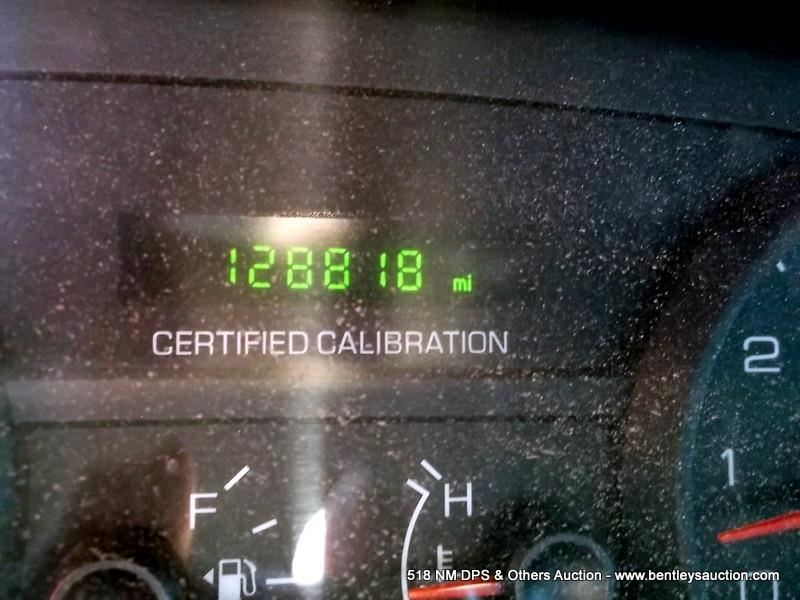 128818 mi
CERTIFIED CALIBRATION
2
1
F
H
518 NM DPS & Others Auction - www.bentleysauction.com